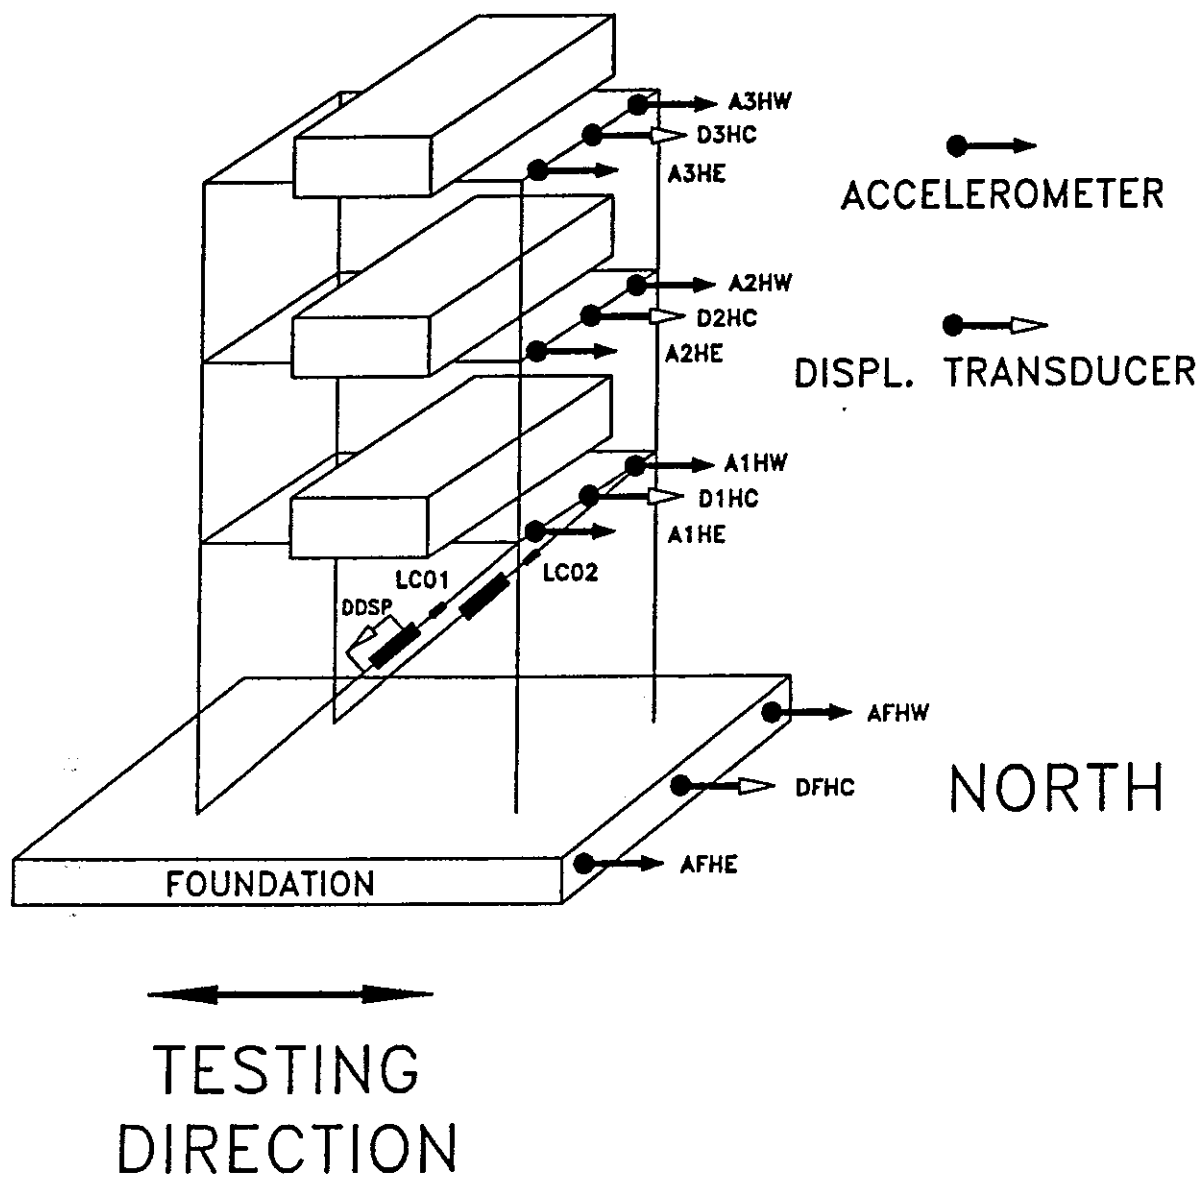 A3HW
D3HC
A3HE
ACCELEROMETER
A2HW
D2HC
A2HE
DISPL. TRANSDUCER
A1HW
D1HC
A1HE
LC01
LC02
DDSP
AFHW
DFHC
NORTH
AFHE
FOUNDATION
TESTING
DIRECTION